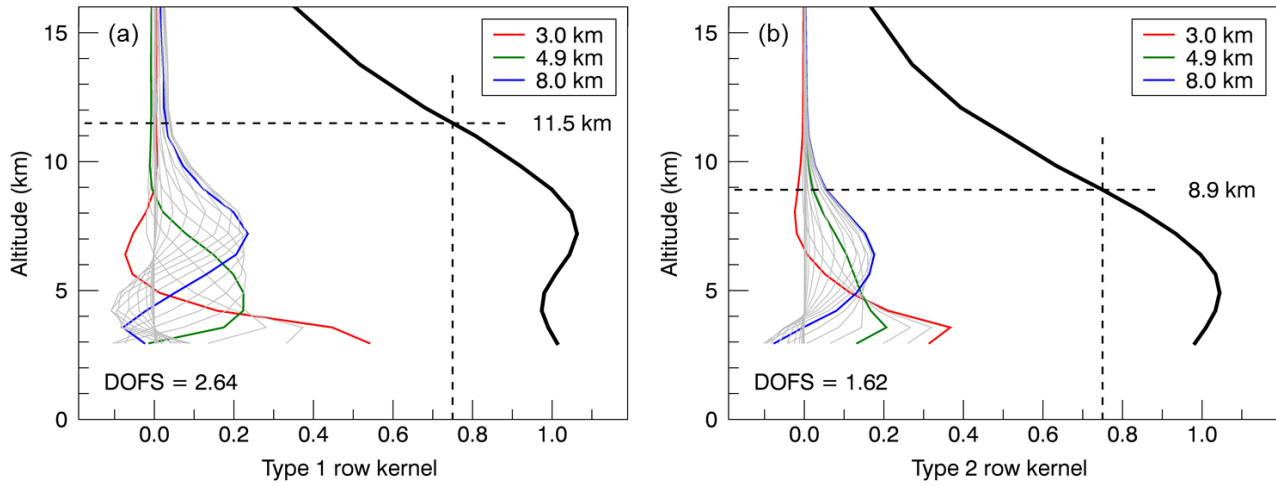 (a)
3.0 km
4.9 km
8.0 km
11.5 km
DOFS = 2.64
15
10
5
0
Altitude (km)
0.0 0.2 0.4 0.6 0.8 1.0
Type 1 row kernel
(b)
3.0 km
4.9 km
8.0 km
8.9 km
DOFS = 1.62
15
10
5
0
Altitude (km)
0.0 0.2 0.4 0.6 0.8 1.0
Type 2 row kernel